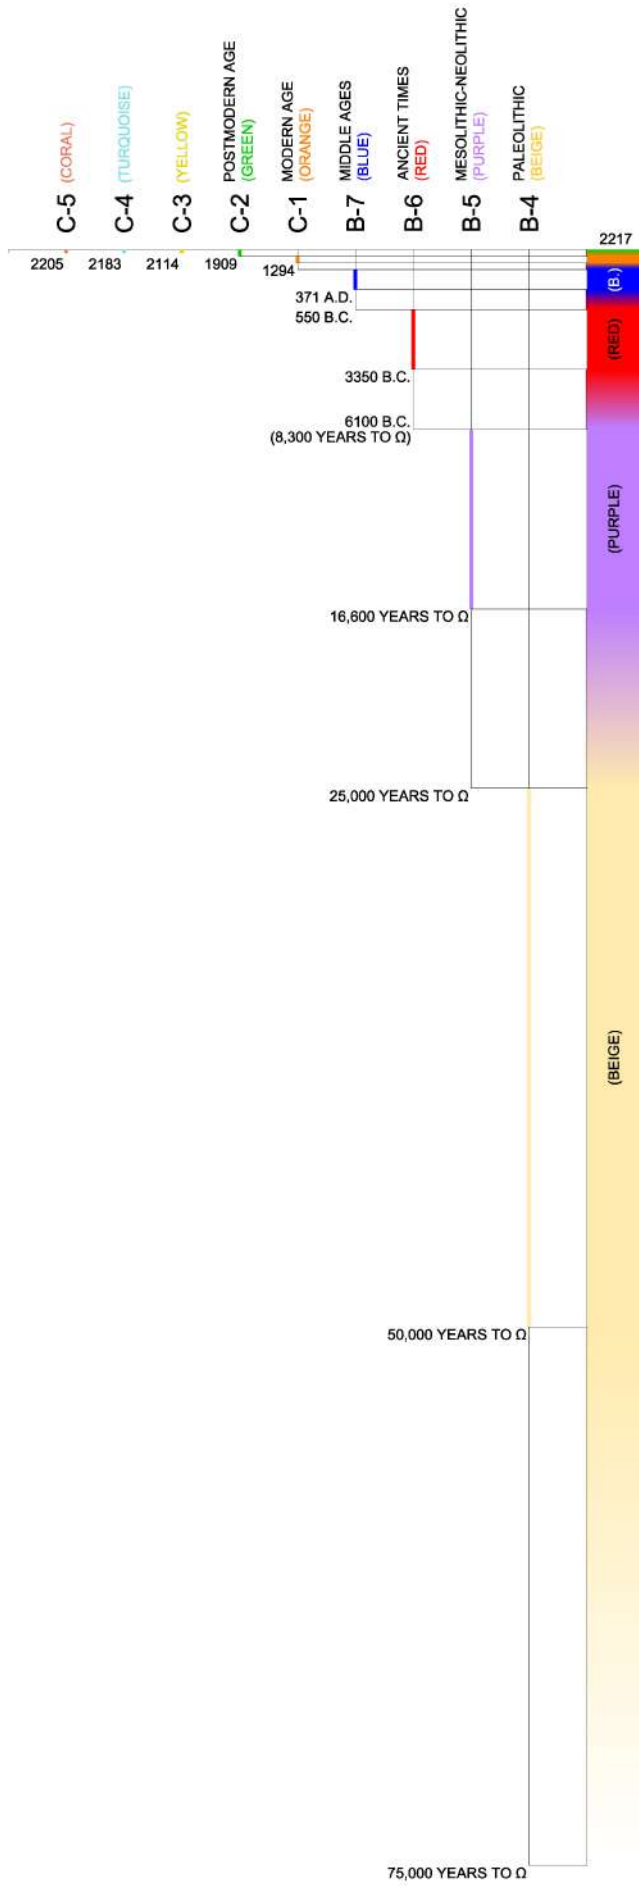 C-5 (CORAL)
C-4 (TURQUOISE)
C-3 (YELLOW)
C-2 POSTMODERN AGE
(GREEN)
C-1 MODERN AGE
(ORANGE)
B-7 MIDDLE AGES
(BLUE)
B-6 ANCIENT TIMES
(RED)
B-5 MESOLITHIC-NEOLITHIC
(PURPLE)
B-4 PALEOLITHIC
(BEIGE)
2217
2205
2183
2114
1909
1294
371 A.D.
550 B.C.
3350 B.C.
6100 B.C.
(8,300 YEARS TO Ω)
16,600 YEARS TO Ω
25,000 YEARS TO Ω
50,000 YEARS TO Ω
75,000 YEARS TO Ω
(B.)
(RED)
(PURPLE)
(BEIGE)